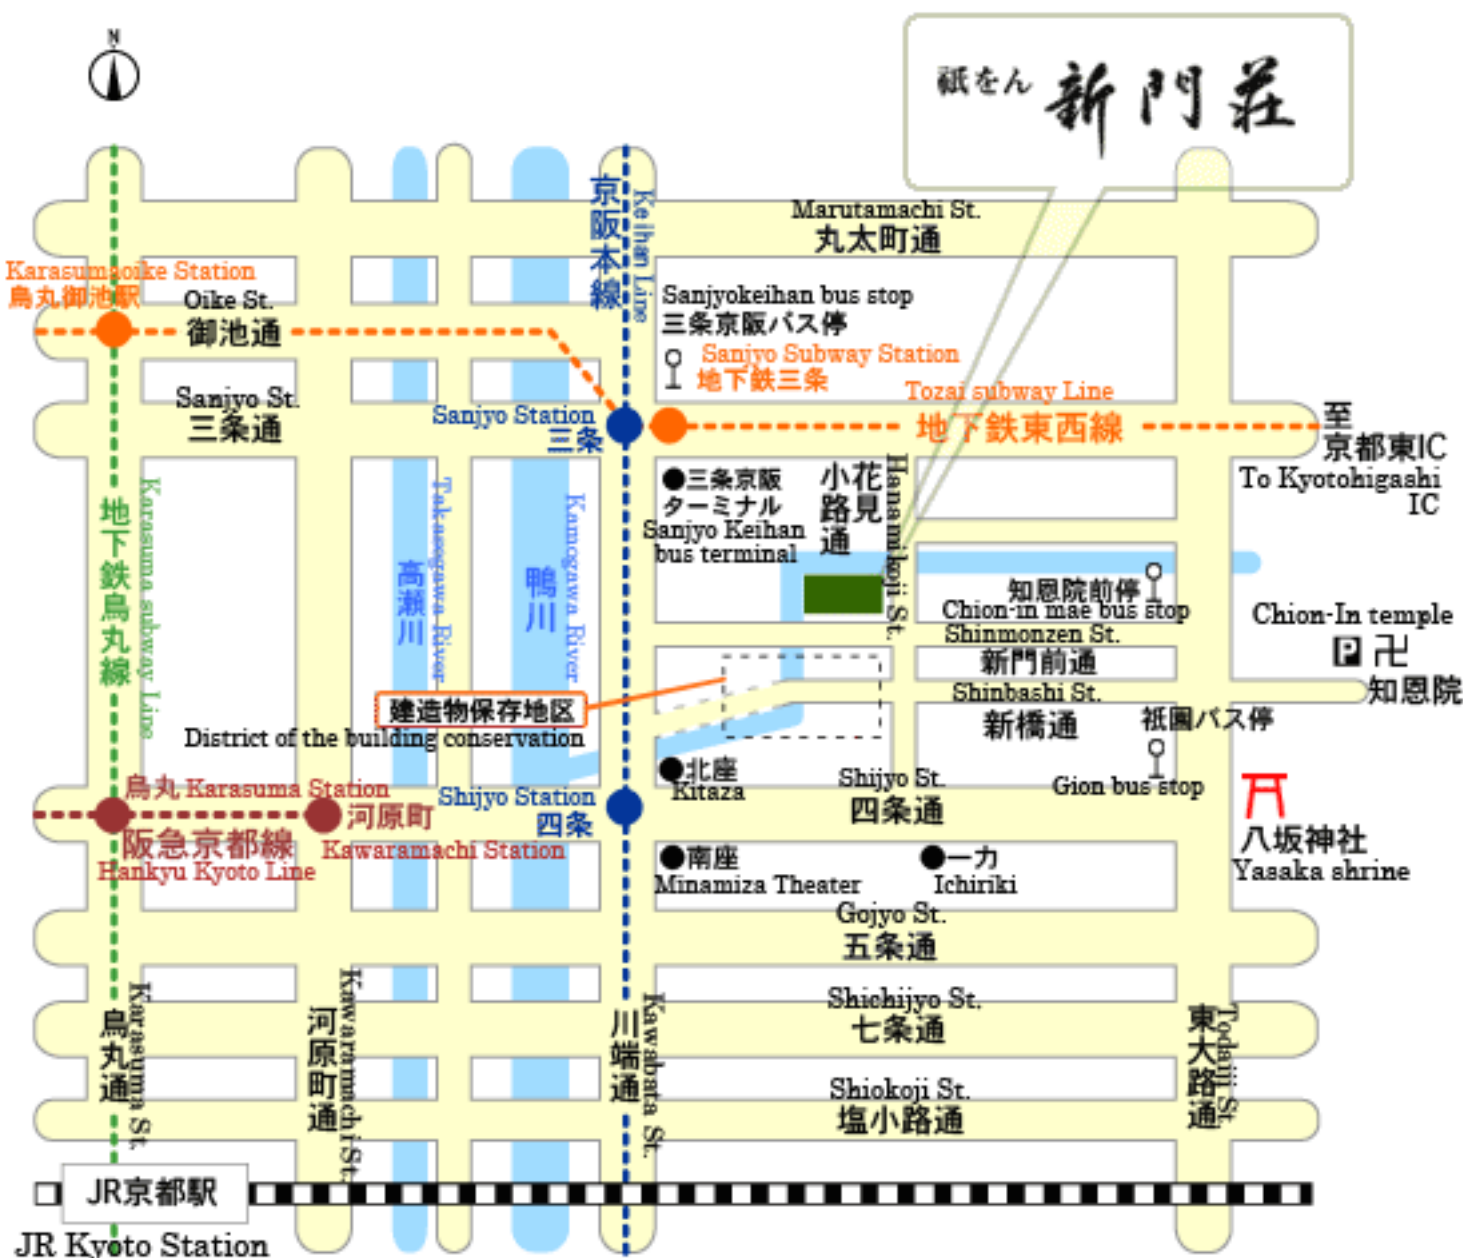 N
祇をん 新門荘
Marutamachi St.
丸太町通
京阪本線
Keihan Line
Karasumaoike Station
烏丸御池駅
Oike St.
御池通
Sanjyokeihan bus stop
三条京阪バス停
Sanjyo Subway Station
地下鉄三条
Sanjyo St.
三条通
Sanjyo Station
三条
Tozai subway Line
地下鉄東西線
至
京都東IC
To Kyotohigashi
IC
地下鉄烏丸線
Karasuma subway Line
高瀬川
Takasegawa River
鴨川
Kamogawa River
●三条京阪
ターミナル
Sanjyo Keihan
bus terminal
花見
小路通
Hanamikoji St.
知恩院前停
Chion-in mae bus stop
Shinmonzen St.
新門前通
Chion-In temple
P 卍
知恩院
Shinbashi St.
新橋通
建造物保存地区
District of the building conservation
祇園バス停
Gion bus stop
●北座
Kitaza
Shijyo St.
四条通
烏丸 Karasuma Station
阪急京都線
Hankyu Kyoto Line
河原町
Kawaramachi Station
Shijyo Station
四条
八坂神社
Yasaka shrine
●南座
Minamiza Theater
●一力
Ichiriki
Gojyo St.
五条通
Shichijyo St.
七条通
Shiokoji St.
塩小路通
烏丸通
Karasuma St.
河原町通
Kawaramachi St.
川端通
Kawabata St.
東大路通
Todaiji St.
JR京都駅
JR Kyoto Station